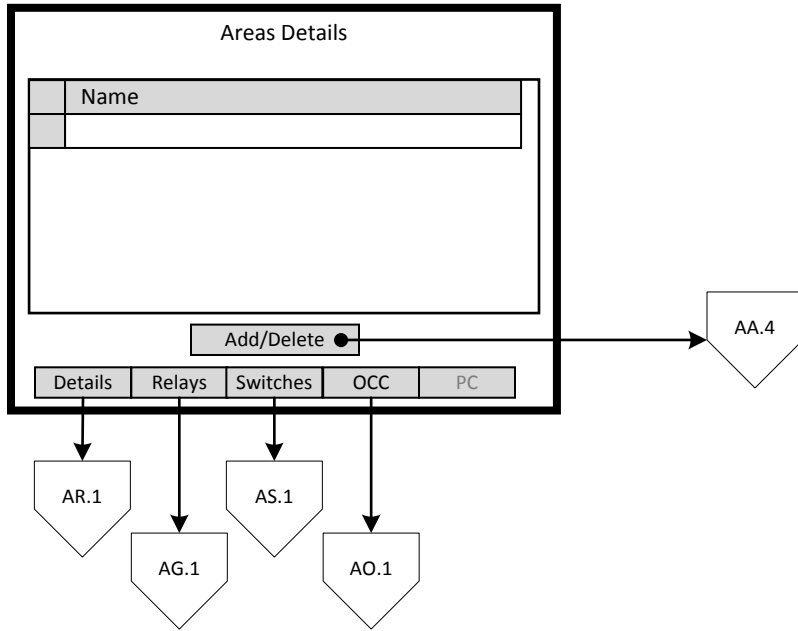 Areas Details
Name
Add/Delete
AA.4
Details Relays Switches OCC PC
AR.1 AS.1
AG.1 AO.1